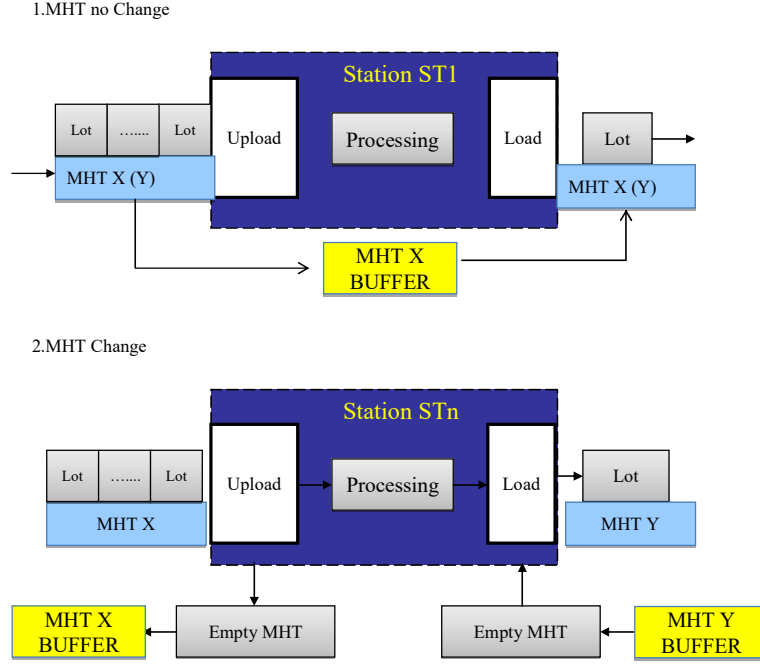 1.MHT no Change
Station ST1
Lot
…....
Lot
Upload
Processing
Load
Lot
MHT X (Y)
MHT X (Y)
MHT X
BUFFER
2.MHT Change
Station STn
Lot
…....
Lot
Upload
Processing
Load
Lot
MHT X
MHT Y
MHT X
BUFFER
Empty MHT
Empty MHT
MHT Y
BUFFER